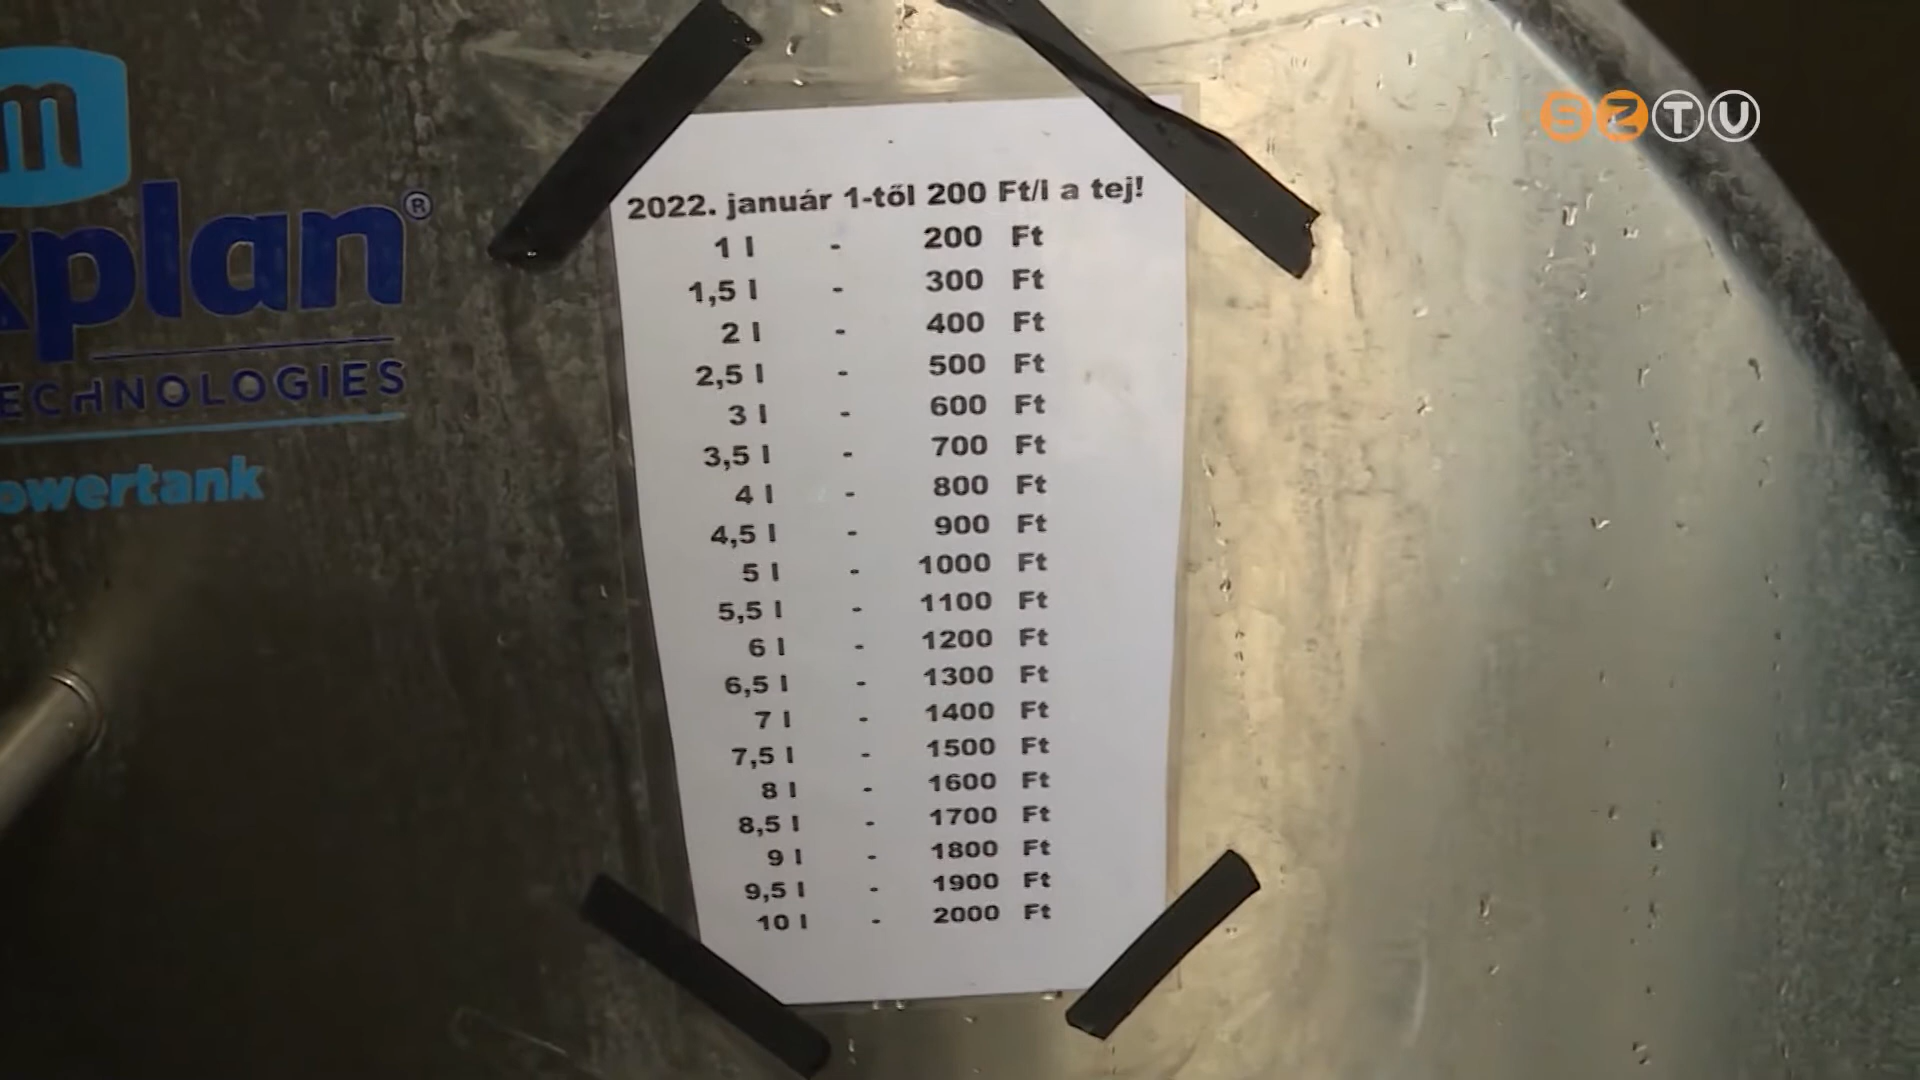 SZTV
m
kplan®
TECHNOLOGIES
owertank
2022. január 1-től 200 Ft/l a tej!
1 l - 200 Ft
1,5 l - 300 Ft
2 l - 400 Ft
2,5 l - 500 Ft
3 l - 600 Ft
3,5 l - 700 Ft
4 l - 800 Ft
4,5 l - 900 Ft
5 l - 1000 Ft
5,5 l - 1100 Ft
6 l - 1200 Ft
6,5 l - 1300 Ft
7 l - 1400 Ft
7,5 l - 1500 Ft
8 l - 1600 Ft
8,5 l - 1700 Ft
9 l - 1800 Ft
9,5 l - 1900 Ft
10 l - 2000 Ft